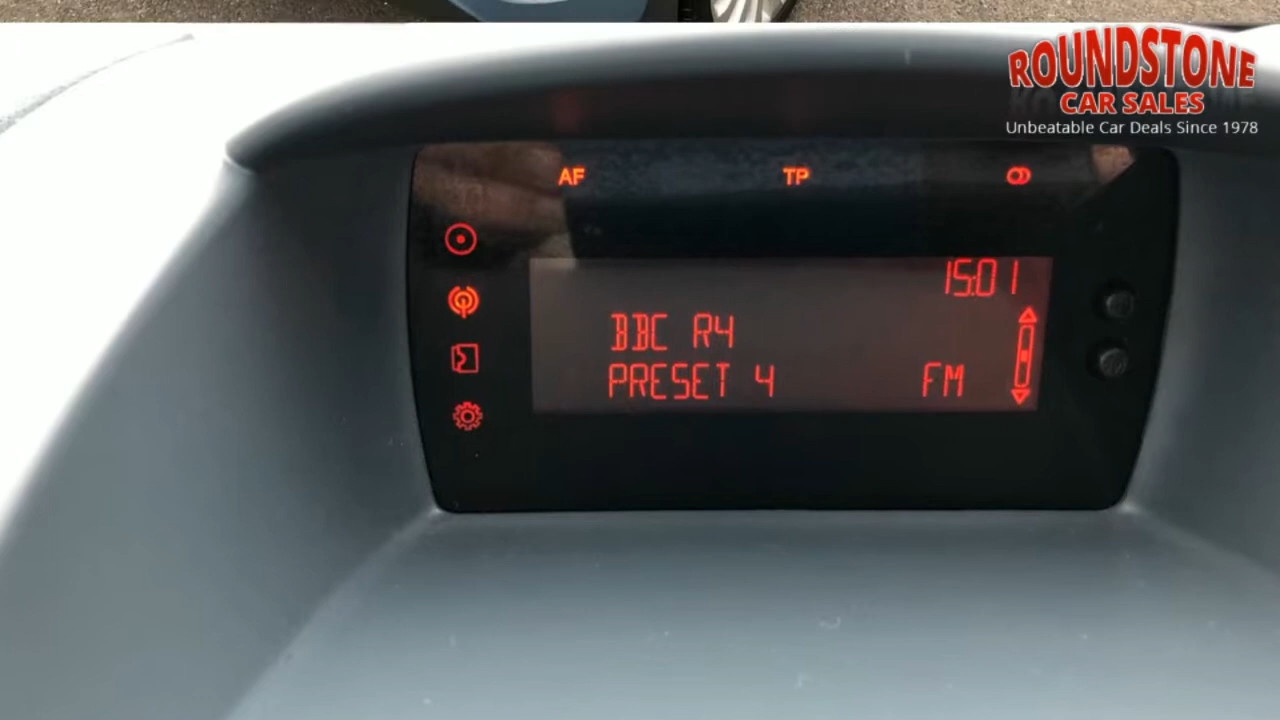 ROUNDSTONE
CAR SALES
Unbeatable Car Deals Since 1978
AF TP
15:01
BBC R4
PRESET 4 FM